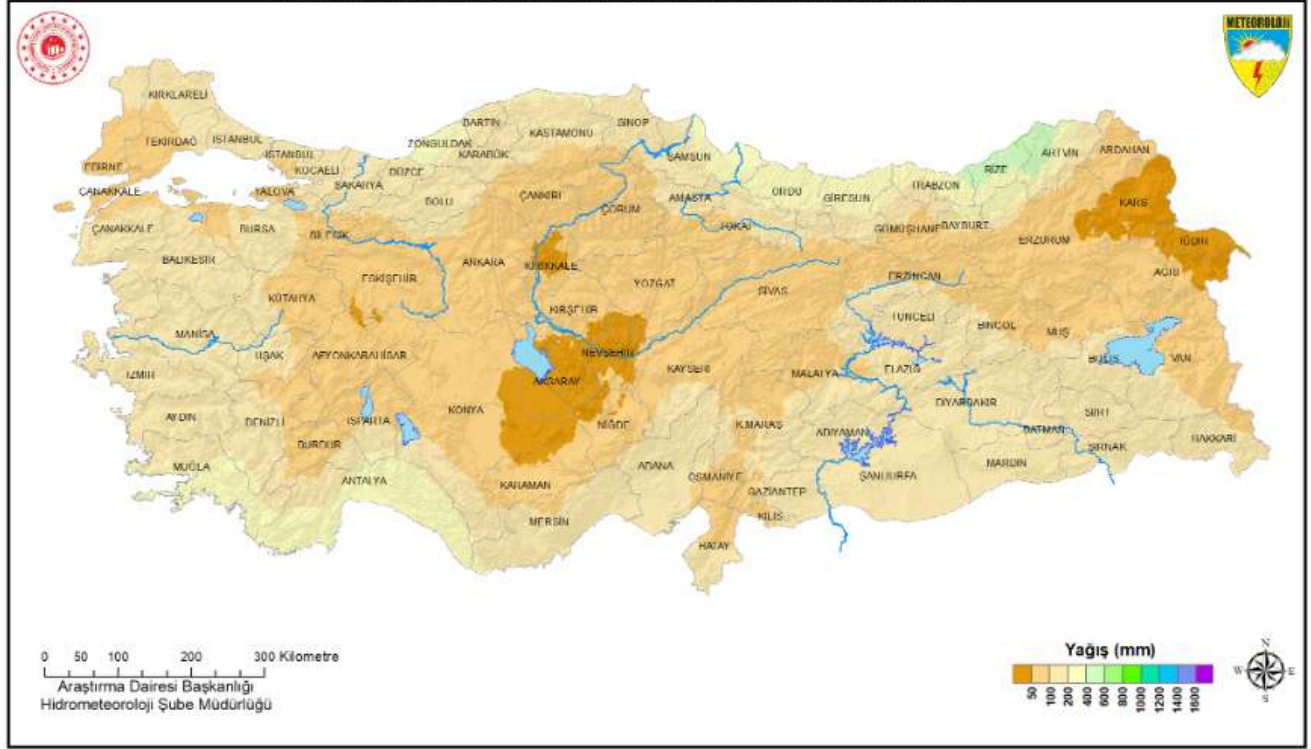 METEOROLOJİ
KIRKLARELİ
TEKİRDAĞ
İSTANBUL
EDİRNE
İSTANBUL
KOCAELİ
YALOVA
ÇANAKKALE
SAKARYA
DÜZCE
ZONGULDAK
BARTIN
KARABÜK
KASTAMONU
SİNOP
SAMSUN
ORDU
GİRESUN
TRABZON
RİZE
ARTVİN
ARDAHAN
KARS
IĞDIR
ÇANAKKALE
BURSA
BİLECİK
BOLU
ÇANKIRI
ÇORUM
AMASYA
TOKAT
GÜMÜŞHANE
BAYBURT
ERZURUM
AĞRI
BALIKESİR
KÜTAHYA
ESKİŞEHİR
ANKARA
KIRIKKALE
YOZGAT
SİVAS
ERZİNCAN
TUNCELİ
BİNGÖL
MUŞ
BİTLİS
VAN
MANİSA
UŞAK
AFYONKARAHİSAR
KIRŞEHİR
NEVŞEHİR
AKSARAY
KAYSERİ
MALATYA
ELAZIĞ
DİYARBAKIR
İZMİR
AYDIN
DENİZLİ
ISPARTA
BURDUR
KONYA
NİĞDE
K.MARAŞ
ADIYAMAN
BATMAN
SİİRT
ŞIRNAK
HAKKARİ
MUĞLA
ANTALYA
KARAMAN
MERSİN
ADANA
OSMANİYE
GAZİANTEP
KİLİS
HATAY
ŞANLIURFA
MARDİN
0 50 100 200 300 Kilometre
Araştırma Dairesi Başkanlığı
Hidrometeoroloji Şube Müdürlüğü
Yağış (mm)
50 100 200 400 600 800 1000 1200 1400 1600
N
W E
S